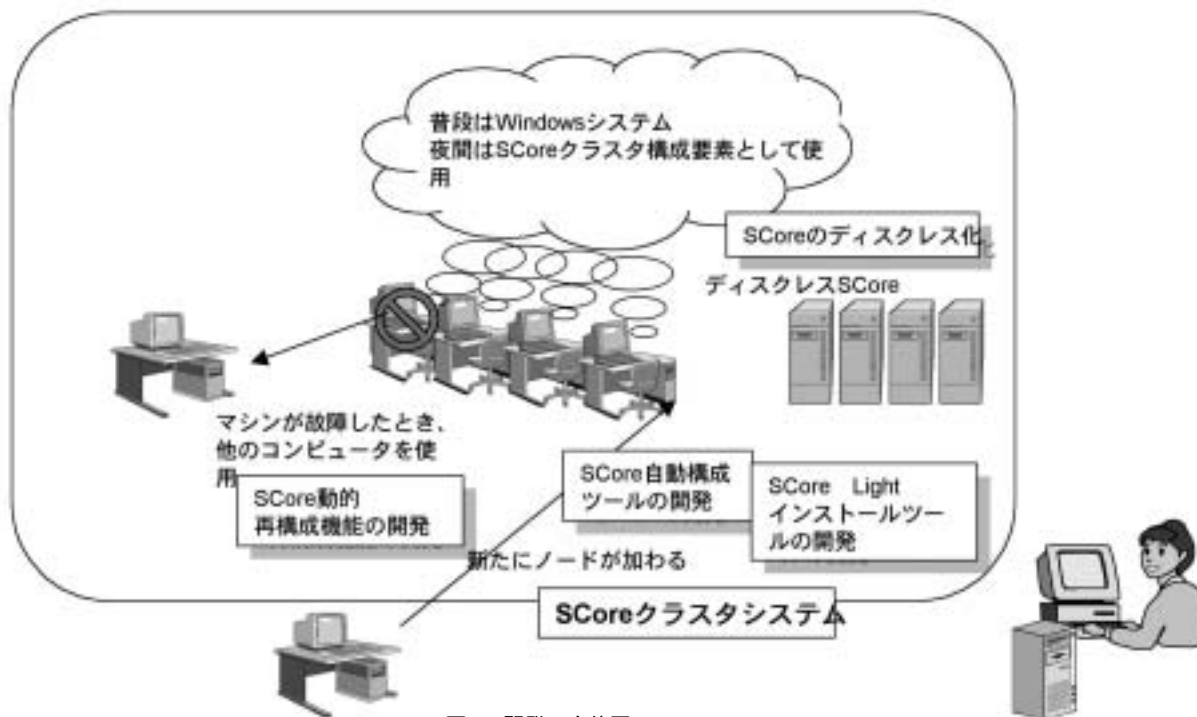 普段はWindowsシステム
夜間はSCoreクラスタ構成要素として使
用
SCoreのディスクレス化
ディスクレスSCore
マシンが故障したとき、
他のコンピュータを使
用
SCore動的
再構成機能の開発
SCore自動構成
ツールの開発
SCore　Light
インストールツー
ルの開発
新たにノードが加わる
SCoreクラスタシステム